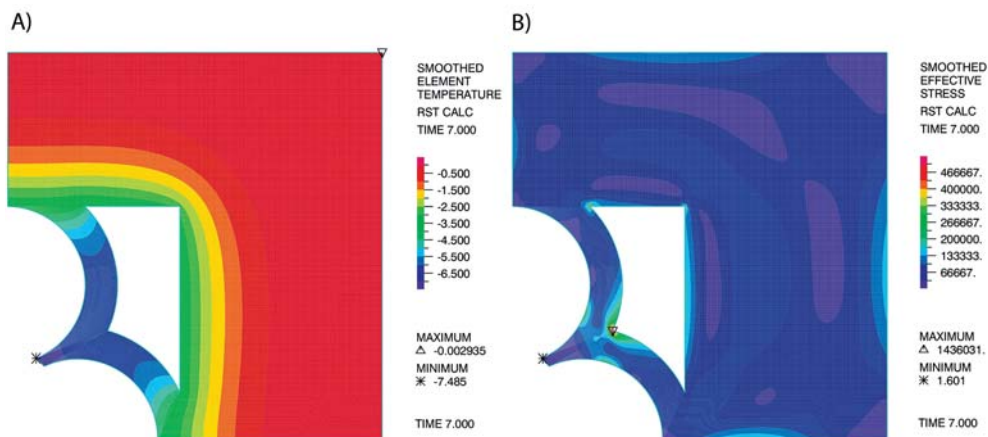 A)
SMOOTHED
ELEMENT
TEMPERATURE
RST CALC
TIME 7.000
-0.500
-1.500
-2.500
-3.500
-4.500
-5.500
-6.500
MAXIMUM
-0.002935
MINIMUM
-7.485
TIME 7.000
B)
SMOOTHED
EFFECTIVE
STRESS
RST CALC
TIME 7.000
466667.
400000.
333333.
266667.
200000.
133333.
66667.
MAXIMUM
1436031.
MINIMUM
1.601
TIME 7.000